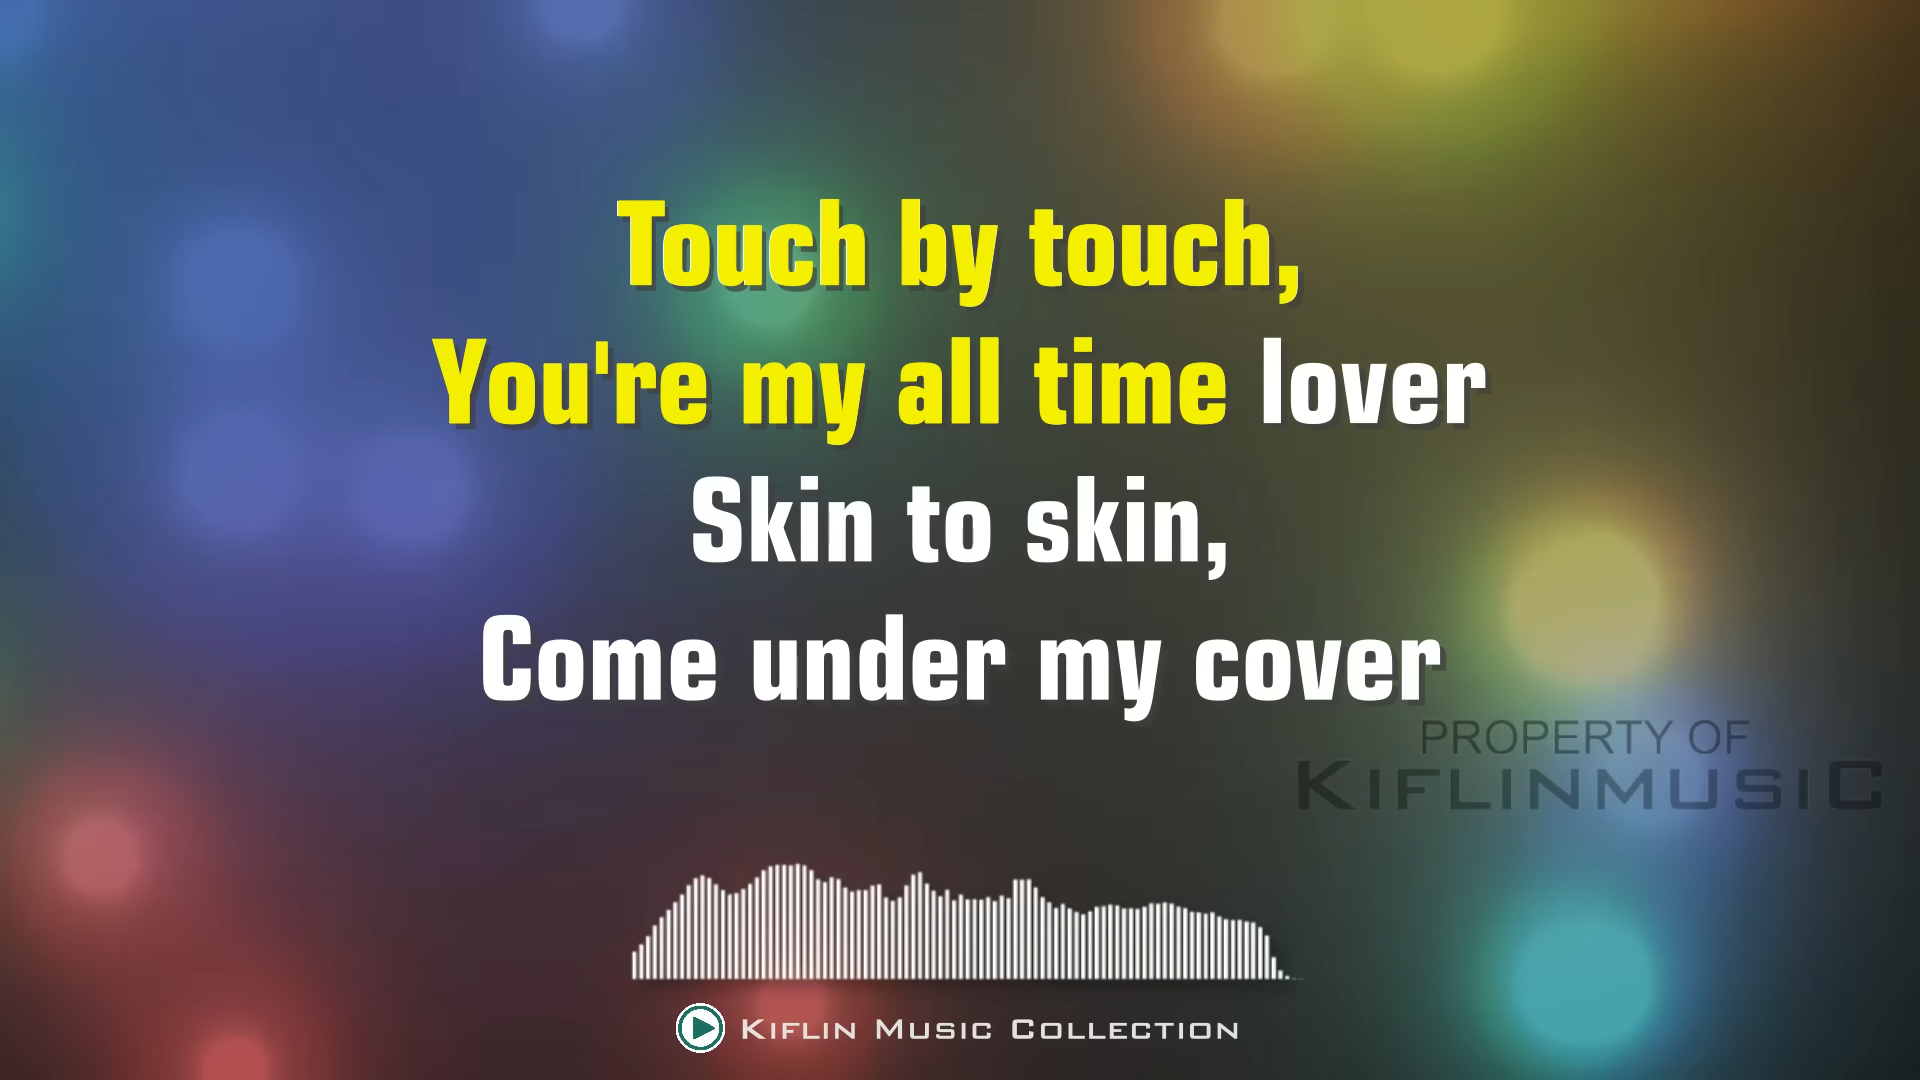 Touch by touch,
You're my all time lover
Skin to skin,
Come under my cover
PROPERTY OF
KIFLINMUSIC
KIFLIN MUSIC COLLECTION